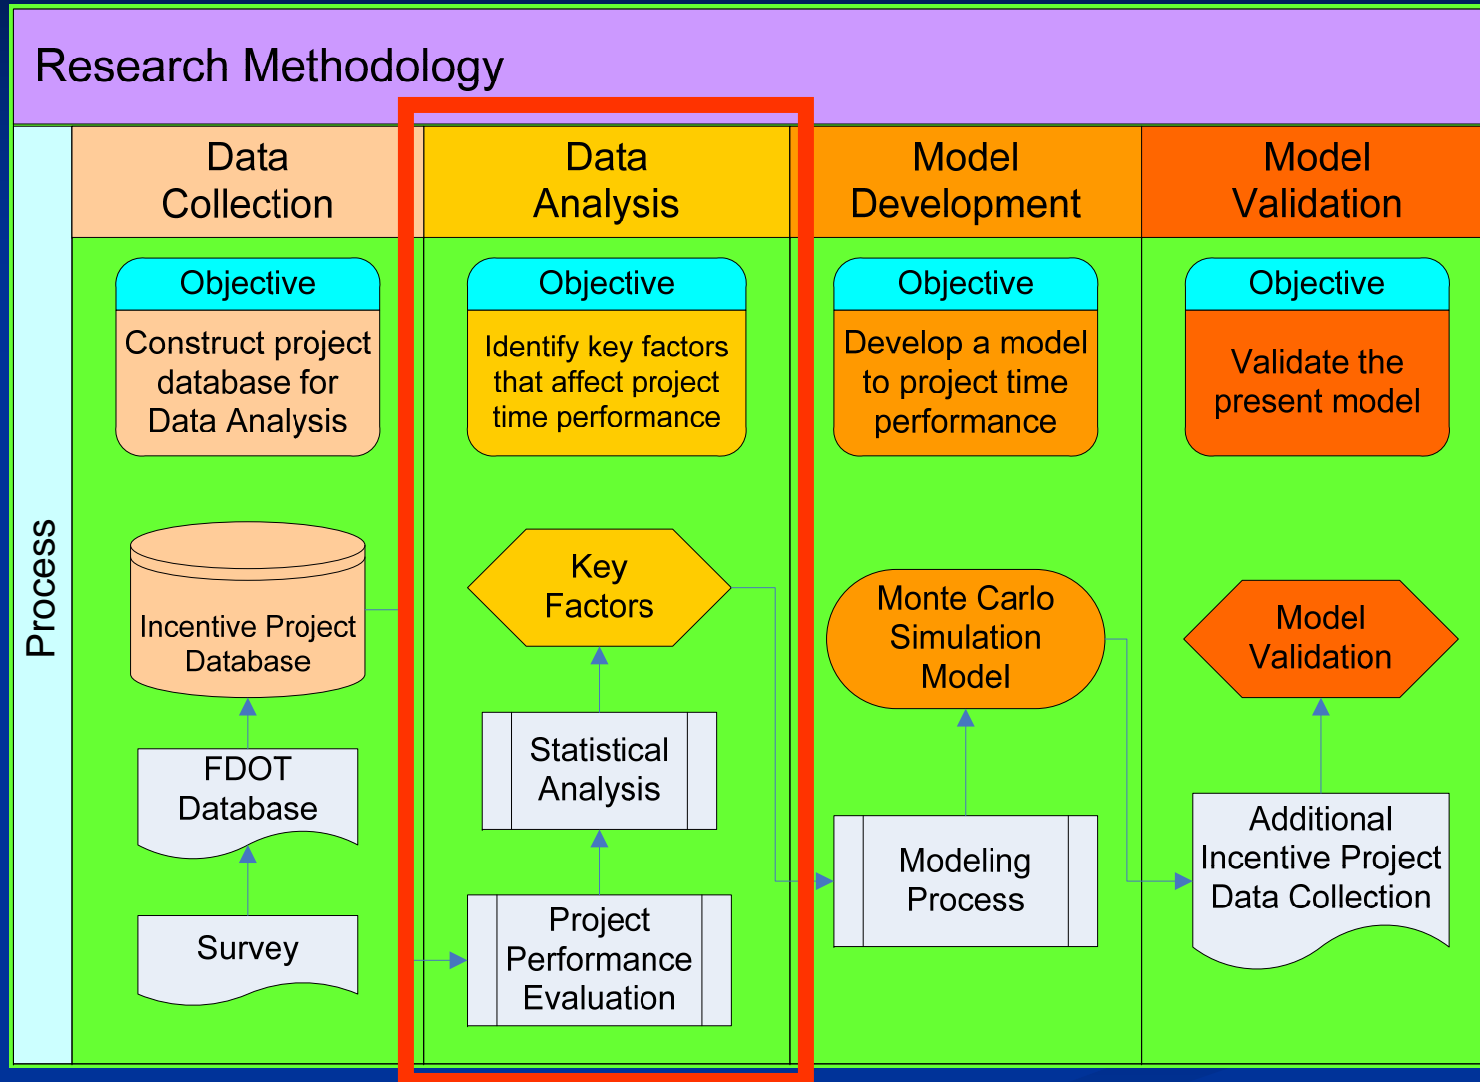 Research Methodology
Process
Data
Collection
Objective
Construct project
database for
Data Analysis
Incentive Project
Database
FDOT
Database
Survey
Data
Analysis
Objective
Identify key factors
that affect project
time performance
Key
Factors
Statistical
Analysis
Project
Performance
Evaluation
Model
Development
Objective
Develop a model
to project time
performance
Monte Carlo
Simulation
Model
Modeling
Process
Model
Validation
Objective
Validate the
present model
Model
Validation
Additional
Incentive Project
Data Collection